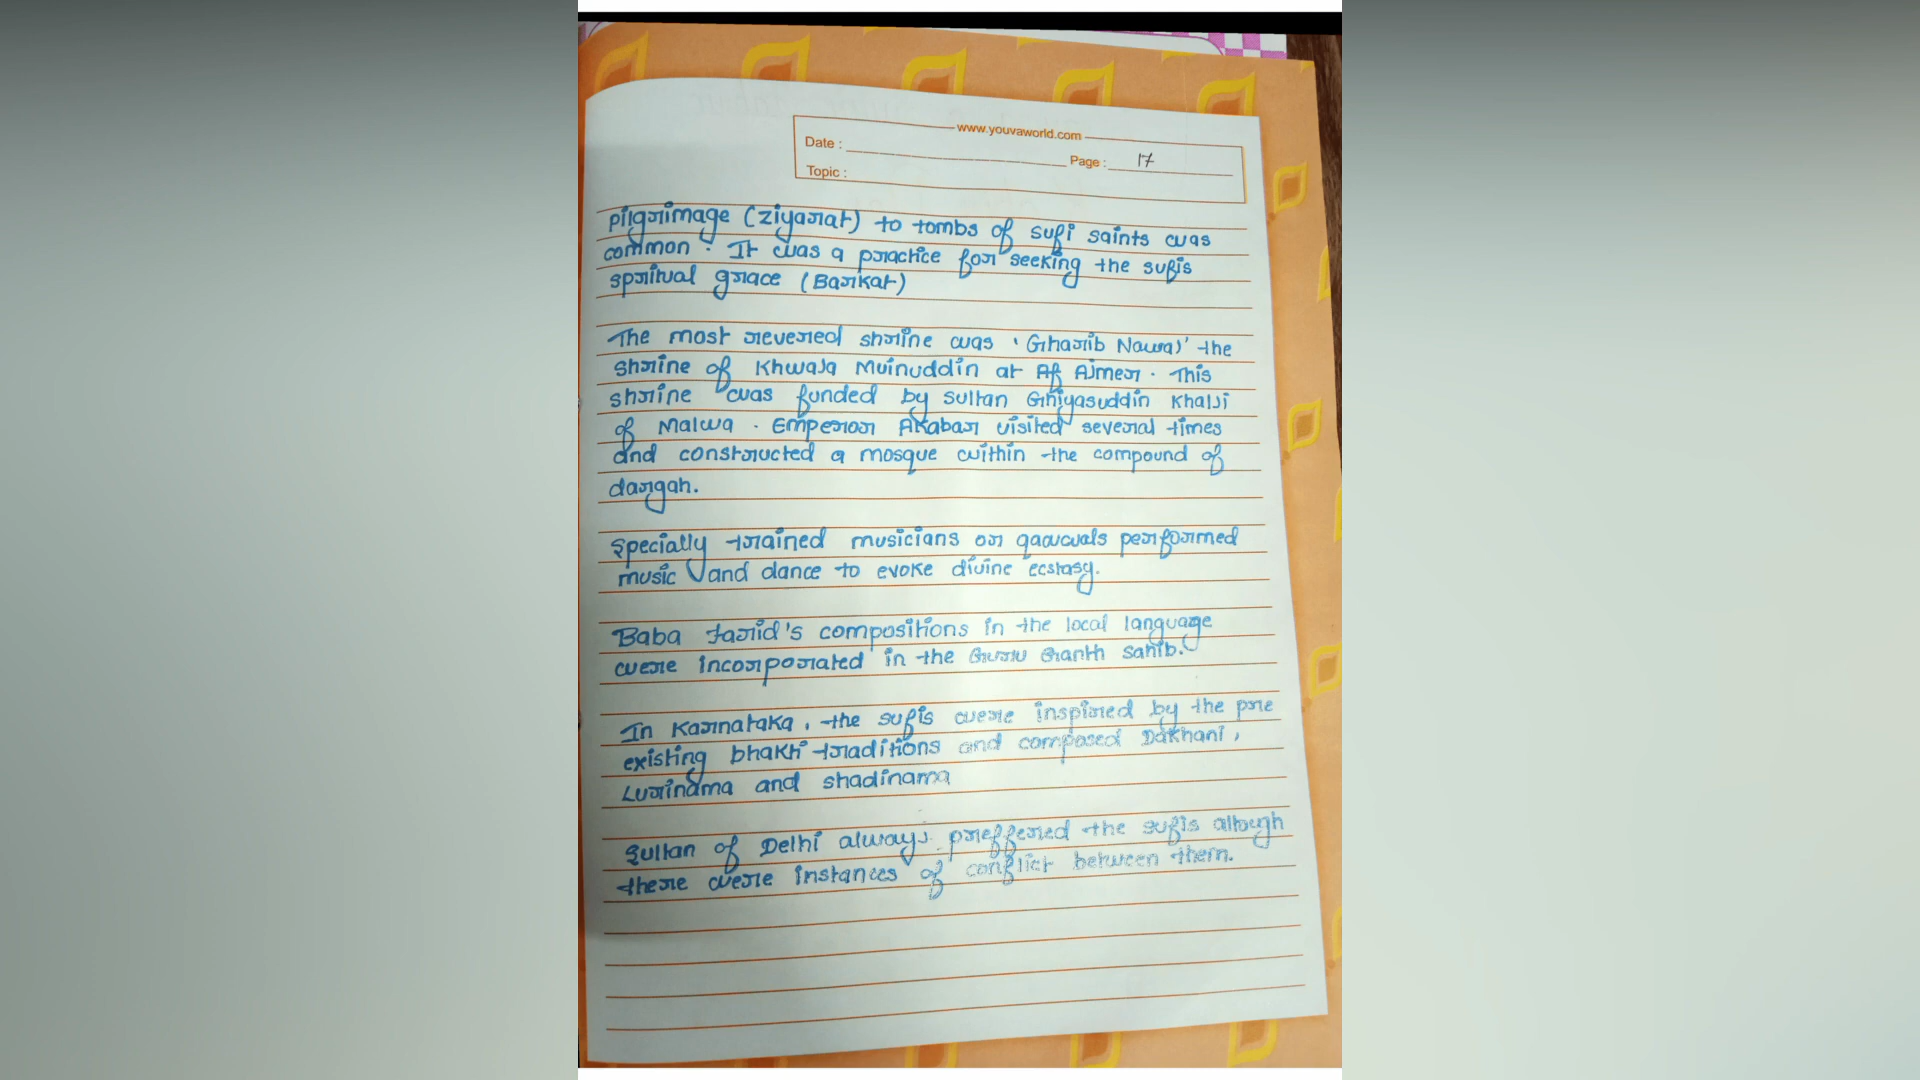 www.youvaworld.com
Date :
Page : 17
Topic :
pilgrimage (ziyarat) to tombs of sufi saints was
common. It was a practice for seeking the sufis
spritual grace (Barkat)
The most revered shrine was 'Gharib Nawaj' the
shrine of Khwaja Muinuddin at Af Ajmer. This
shrine was funded by sultan Ghiyasuddin Khalji
of Malwa. Emperor Akabar visited several times
and constructed a mosque within the compound of
dargah.
Specially trained musicians or qawwals performed
music and dance to evoke divine ecstasy.
Baba farid's compositions in the local language
were incorporated in the Guru Granth sahib.
In Karnataka, the sufis were inspired by the pre
existing bhakti traditions and composed Dakhani,
Lurinama and shadinama
Sultan of Delhi always preffered the sufis although
there were instances of conflict between them.